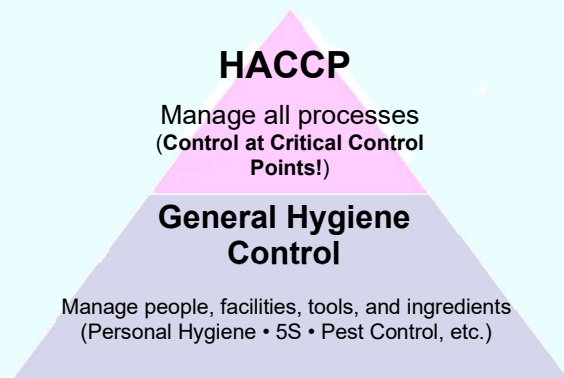 HACCP
Manage all processes
(Control at Critical Control
Points!)
General Hygiene
Control
Manage people, facilities, tools, and ingredients
(Personal Hygiene • 5S • Pest Control, etc.)